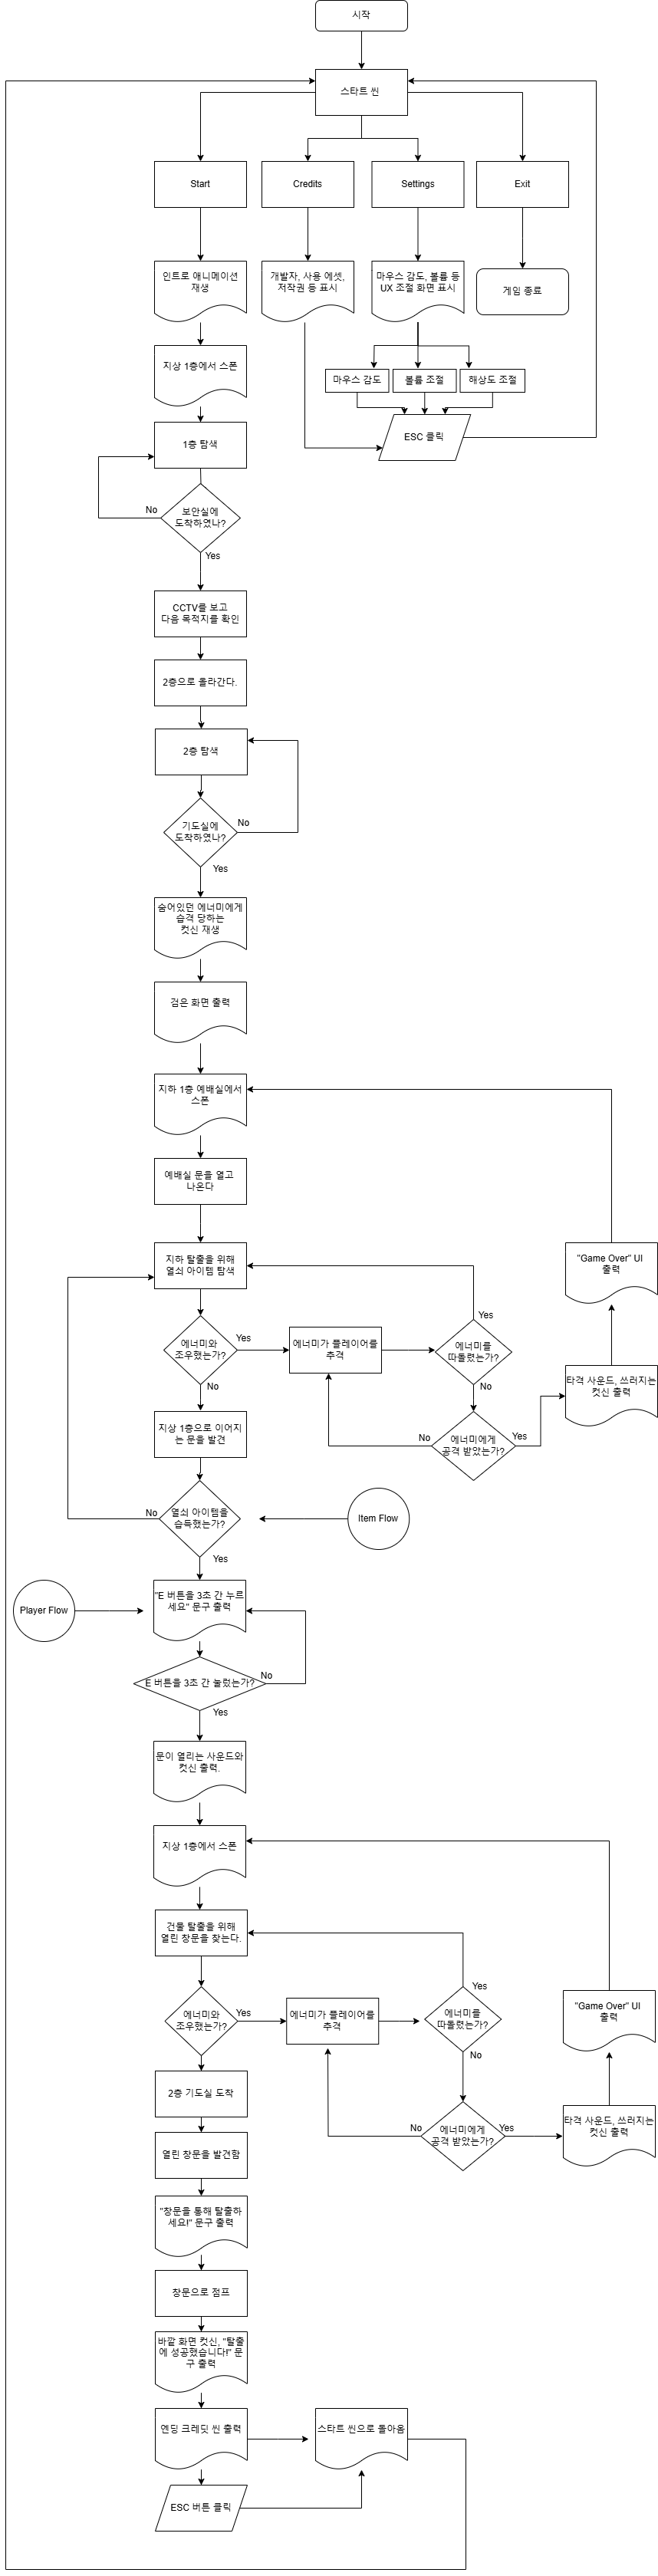 시작
스타트 씬
Start
Credits
Settings
Exit
인트로 애니메이션
재생
개발자, 사용 에셋,
저작권 등 표시
마우스 감도, 볼륨 등
UX 조절 화면 표시
게임 종료
지상 1층에서 스폰
마우스 감도
볼륨 조절
해상도 조절
1층 탐색
ESC 클릭
No
보안실에
도착하였나?
Yes
CCTV를 보고
다음 목적지를 확인
2층으로 올라간다.
2층 탐색
기도실에
도착하였나?
No
Yes
숨어있던 에너미에게
습격 당하는
컷신 재생
검은 화면 출력
지하 1층 예배실에서
스폰
예배실 문을 열고
나온다
지하 탈출을 위해
열쇠 아이템 탐색
"Game Over" UI
출력
에너미와
조우했는가?
Yes
에너미가 플레이어를
추격
Yes
에너미를
따돌렸는가?
No
No
타격 사운드, 쓰러지는
컷신 출력
지상 1층으로 이어지
는 문을 발견
No
에너미에게
공격 받았는가?
Yes
No
열쇠 아이템을
습득했는가?
Item Flow
Yes
Player Flow
"E 버튼을 3초 간 누르
세요" 문구 출력
E 버튼을 3초 간 눌렀는가?
No
Yes
문이 열리는 사운드와
컷신 출력.
지상 1층에서 스폰
건물 탈출을 위해
열린 창문을 찾는다.
에너미와
조우했는가?
Yes
에너미가 플레이어를
추격
Yes
에너미를
따돌렸는가?
No
"Game Over" UI
출력
2층 기도실 도착
No
에너미에게
공격 받았는가?
Yes
타격 사운드, 쓰러지는
컷신 출력
열린 창문을 발견함
"창문을 통해 탈출하
세요!" 문구 출력
창문으로 점프
바깥 화면 컷신, "탈출
에 성공했습니다!" 문
구 출력
엔딩 크레딧 씬 출력
스타트 씬으로 돌아옴
ESC 버튼 클릭